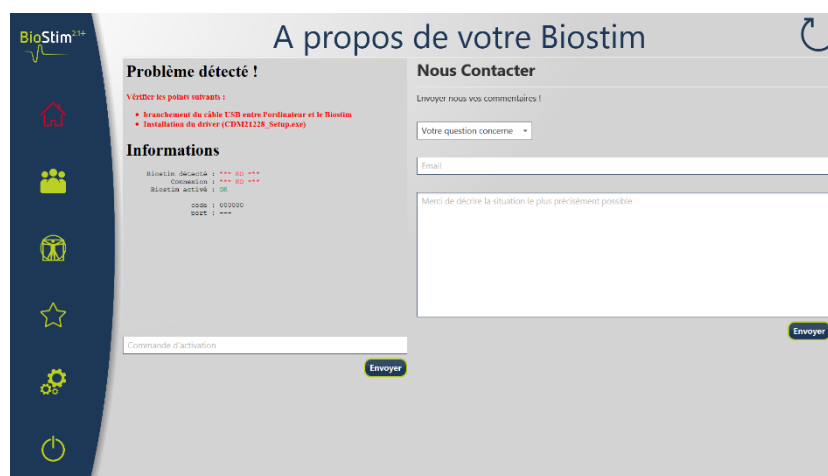 BioStim 2.1+
A propos de votre Biostim
Problème détecté !
Vérifier les points suivants :
branchement du câble USB entre l'ordinateur et le Biostim
Installation du driver (CDM21228_Setup.exe)
Informations
Biostim détecté : *** KO ***
Connexion : *** KO ***
Biostim activé : OK
code : 000000
port : ---
Commande d'activation
Envoyer
Nous Contacter
Envoyer nous vos commentaires !
Votre question concerne
Email
Merci de décrire la situation le plus précisément possible
Envoyer